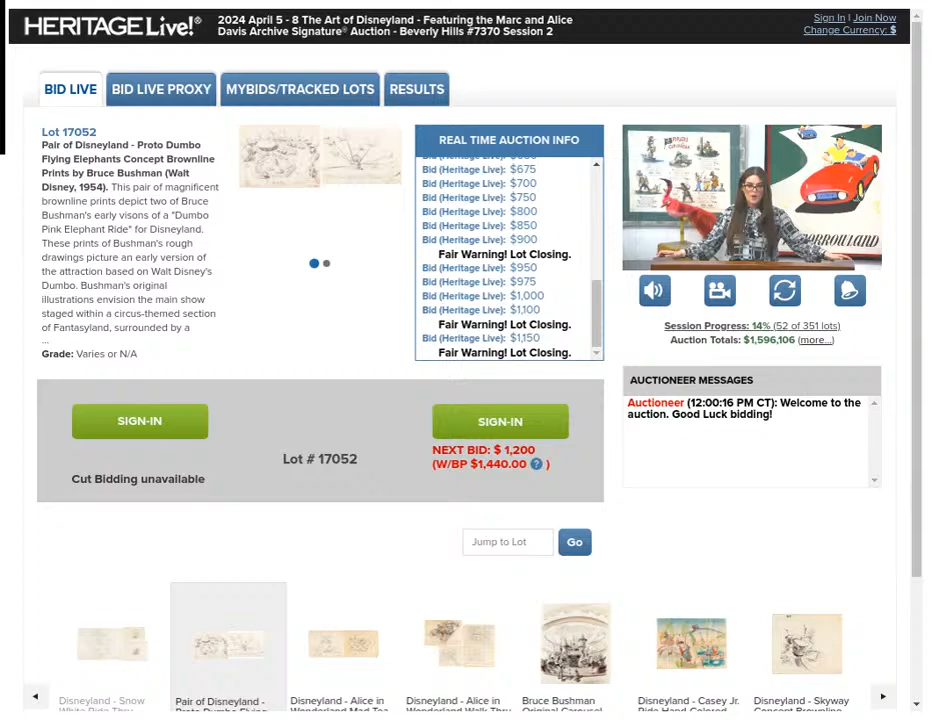 HERITAGE Live!®
2024 April 5 - 8 The Art of Disneyland - Featuring the Marc and Alice
Davis Archive Signature® Auction - Beverly Hills #7370 Session 2
Sign In | Join Now
Change Currency: $
BID LIVE
BID LIVE PROXY
MYBIDS/TRACKED LOTS
RESULTS
Lot 17052
Pair of Disneyland - Proto Dumbo
Flying Elephants Concept Brownline
Prints by Bruce Bushman (Walt
Disney, 1954). This pair of magnificent
brownline prints depict two of Bruce
Bushman's early visons of a "Dumbo
Pink Elephant Ride" for Disneyland.
These prints of Bushman's rough
drawings picture an early version of
the attraction based on Walt Disney's
Dumbo. Bushman's original
illustrations envision the main show
staged within a circus-themed section
of Fantasyland, surrounded by a
...
Grade: Varies or N/A
REAL TIME AUCTION INFO
Bid (Heritage Live): $675
Bid (Heritage Live): $700
Bid (Heritage Live): $750
Bid (Heritage Live): $800
Bid (Heritage Live): $850
Bid (Heritage Live): $900
Fair Warning! Lot Closing.
Bid (Heritage Live): $950
Bid (Heritage Live): $975
Bid (Heritage Live): $1,000
Bid (Heritage Live): $1,100
Fair Warning! Lot Closing.
Bid (Heritage Live): $1,150
Fair Warning! Lot Closing.
Session Progress: 14% (52 of 351 lots)
Auction Totals: $1,596,106 (more...)
AUCTIONEER MESSAGES
Auctioneer (12:00:16 PM CT): Welcome to the
auction. Good Luck bidding!
SIGN-IN
Cut Bidding unavailable
Lot # 17052
SIGN-IN
NEXT BID: $ 1,200
(W/BP $1,440.00 ? )
Jump to Lot
Go
Disneyland - Snow
White Ride Thru
Pair of Disneyland -
Proto Dumbo Flying
Disneyland - Alice in
Wonderland Mad Tea
Disneyland - Alice in
Wonderland Walk Thru
Bruce Bushman
Original Carousel
Disneyland - Casey Jr.
Ride Hand Colored
Disneyland - Skyway
Concept Brownline